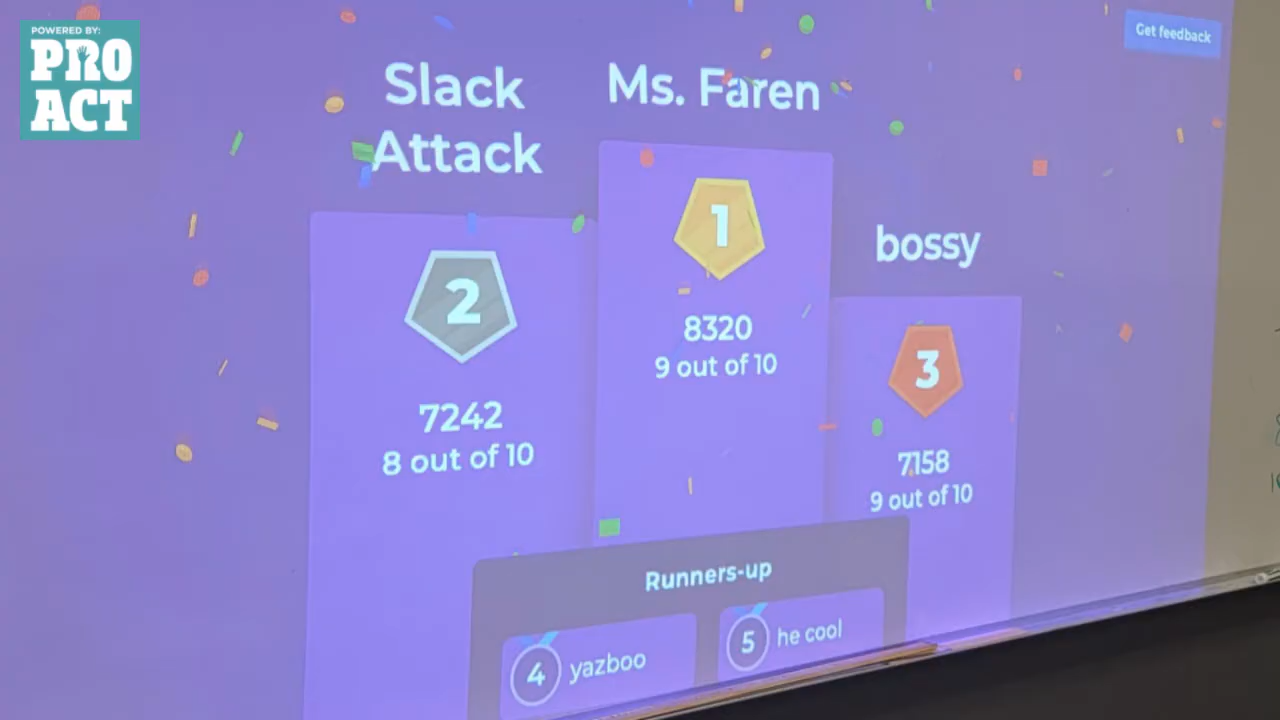 POWERED BY:
PRO
ACT
Get feedback
Slack
Attack
Ms. Faren
bossy
2
7242
8 out of 10
1
8320
9 out of 10
3
7158
9 out of 10
Runners-up
4 yazboo
5 he cool